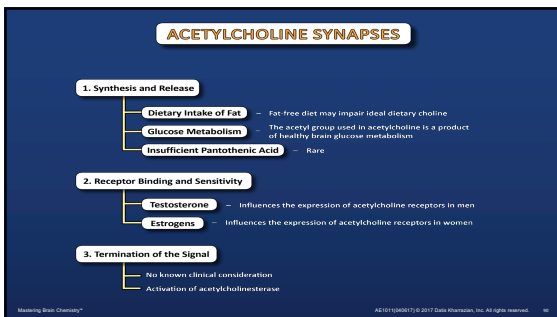 ACETYLCHOLINE SYNAPSES
1. Synthesis and Release
Dietary Intake of Fat – Fat-free diet may impair ideal dietary choline
Glucose Metabolism – The acetyl group used in acetylcholine is a product
of healthy brain glucose metabolism
Insufficient Pantothenic Acid – Rare
2. Receptor Binding and Sensitivity
Testosterone – Influences the expression of acetylcholine receptors in men
Estrogens – Influences the expression of acetylcholine receptors in women
3. Termination of the Signal
No known clinical consideration
Activation of acetylcholinesterase
Mastering Brain Chemistry™ AE1011(040617) © 2017 Datis Kharrazian, Inc. All rights reserved.